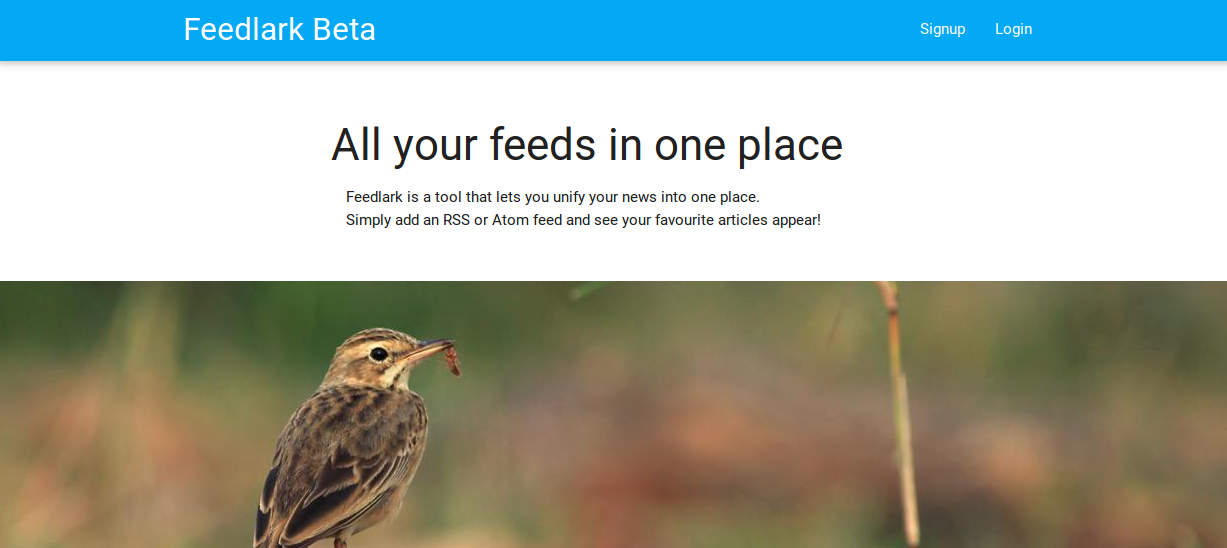 Feedlark Beta
Signup
Login
All your feeds in one place
Feedlark is a tool that lets you unify your news into one place.
Simply add an RSS or Atom feed and see your favourite articles appear!